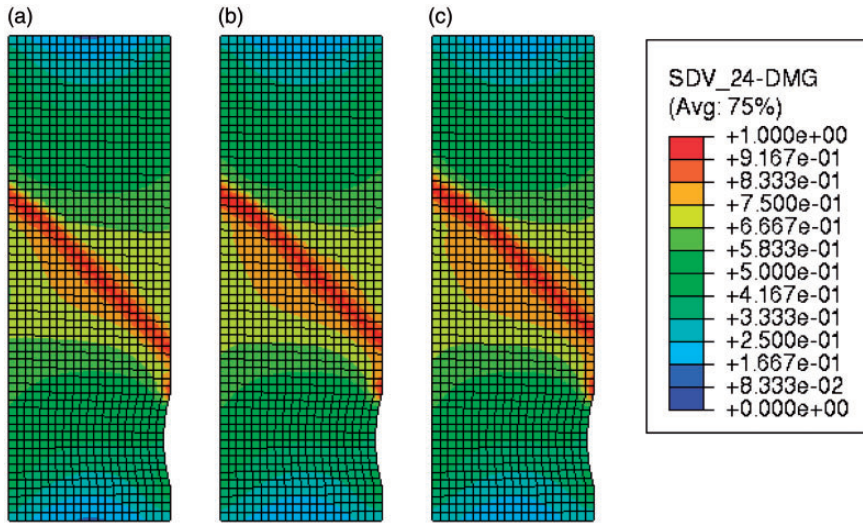 (a)
(b)
(c)
SDV_24-DMG
(Avg: 75%)
+1.000e+00
+9.167e-01
+8.333e-01
+7.500e-01
+6.667e-01
+5.833e-01
+5.000e-01
+4.167e-01
+3.333e-01
+2.500e-01
+1.667e-01
+8.333e-02
+0.000e+00